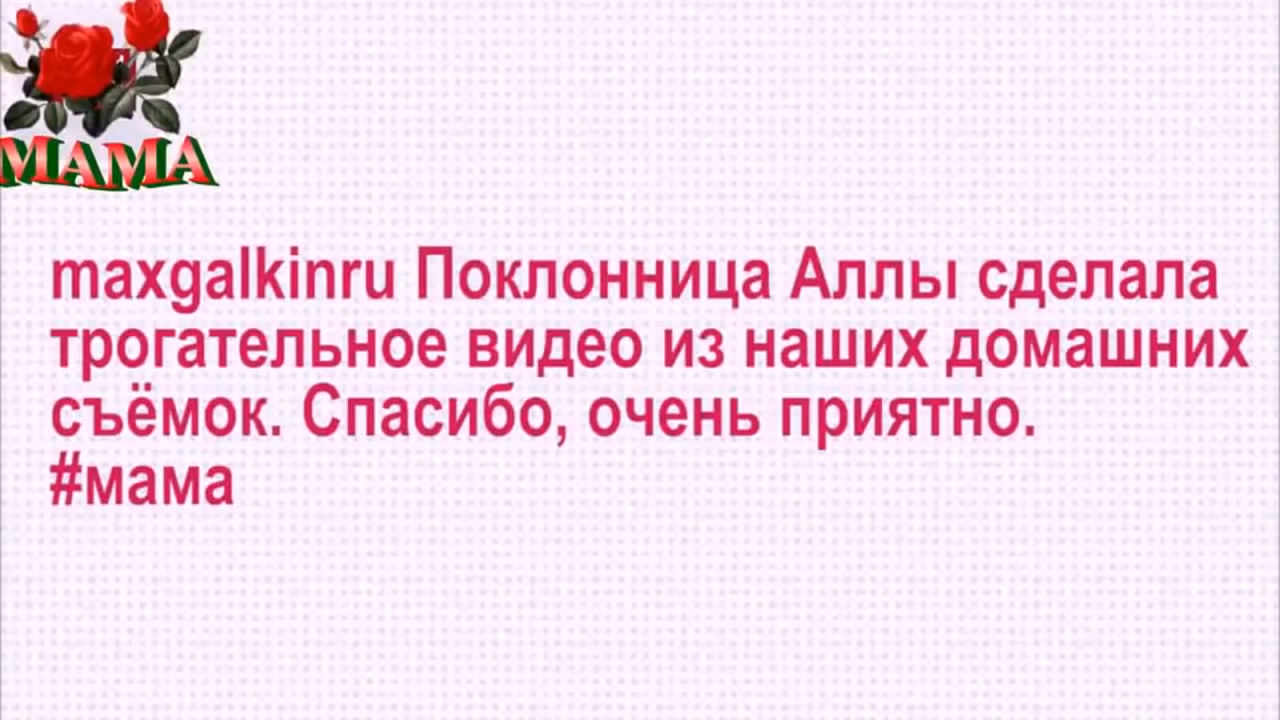 МАМА
maxgalkinru Поклонница Аллы сделала
трогательное видео из наших домашних
съёмок. Спасибо, очень приятно.
#мама